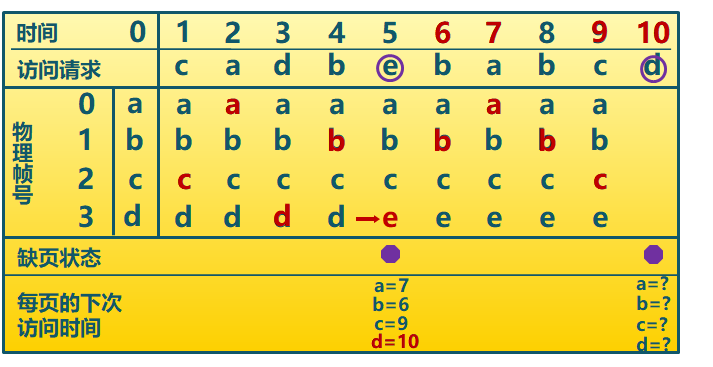 时间 0 1 2 3 4 5 6 7 8 9 10
访问请求 c a d b e b a b c d
物理帧号
0 a a a a a a a a a a
1 b b b b b b b b b b
2 c c c c c c c c c c
3 d d d d d e e e e e
缺页状态
每页的下次
访问时间
a=7
b=6
c=9
d=10
a=?
b=?
c=?
d=?